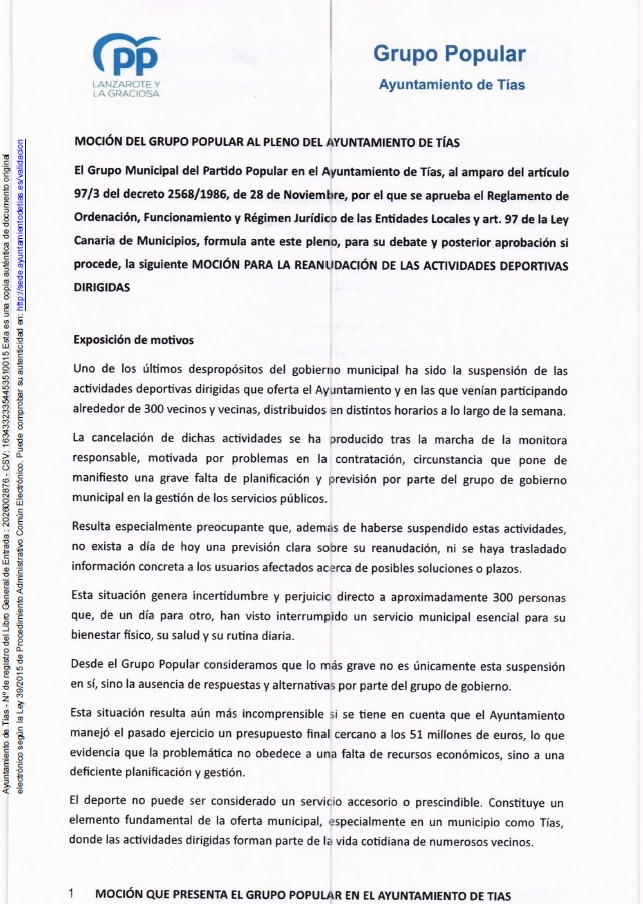 PP
LANZAROTE Y
LA GRACIOSA
Grupo Popular
Ayuntamiento de Tías
MOCIÓN DEL GRUPO POPULAR AL PLENO DEL AYUNTAMIENTO DE TÍAS
El Grupo Municipal del Partido Popular en el Ayuntamiento de Tías, al amparo del artículo
97/3 del decreto 2568/1986, de 28 de Noviembre, por el que se aprueba el Reglamento de
Ordenación, Funcionamiento y Régimen Jurídico de las Entidades Locales y art. 97 de la Ley
Canaria de Municipios, formula ante este pleno, para su debate y posterior aprobación si
procede, la siguiente MOCIÓN PARA LA REANUDACIÓN DE LAS ACTIVIDADES DEPORTIVAS
DIRIGIDAS
Exposición de motivos
Uno de los últimos despropósitos del gobierno municipal ha sido la suspensión de las
actividades deportivas dirigidas que oferta el Ayuntamiento y en las que venían participando
alrededor de 300 vecinos y vecinas, distribuidos en distintos horarios a lo largo de la semana.
La cancelación de dichas actividades se ha producido tras la marcha de la monitora
responsable, motivada por problemas en la contratación, circunstancia que pone de
manifiesto una grave falta de planificación y previsión por parte del grupo de gobierno
municipal en la gestión de los servicios públicos.
Resulta especialmente preocupante que, además de haberse suspendido estas actividades,
no exista a día de hoy una previsión clara sobre su reanudación, ni se haya trasladado
información concreta a los usuarios afectados acerca de posibles soluciones o plazos.
Esta situación genera incertidumbre y perjuicio directo a aproximadamente 300 personas
que, de un día para otro, han visto interrumpido un servicio municipal esencial para su
bienestar físico, su salud y su rutina diaria.
Desde el Grupo Popular consideramos que lo más grave no es únicamente esta suspensión
en sí, sino la ausencia de respuestas y alternativas por parte del grupo de gobierno.
Esta situación resulta aún más incomprensible si se tiene en cuenta que el Ayuntamiento
manejó el pasado ejercicio un presupuesto final cercano a los 51 millones de euros, lo que
evidencia que la problemática no obedece a una falta de recursos económicos, sino a una
deficiente planificación y gestión.
El deporte no puede ser considerado un servicio accesorio o prescindible. Constituye un
elemento fundamental de la oferta municipal, especialmente en un municipio como Tías,
donde las actividades dirigidas forman parte de la vida cotidiana de numerosos vecinos.
1 MOCIÓN QUE PRESENTA EL GRUPO POPULAR EN EL AYUNTAMIENTO DE TIAS
Ayuntamiento de Tías - Nº de registro del Libro General de Entrada : 2026002876 - CSV: 1634332335445351001​5 Esta es una copia auténtica de documento original
electrónico según la Ley 39/2015 de Procedimiento Administrativo Común Electrónico. Puede comprobar su autenticidad en: http://sede.ayuntamientodetias.es/validacion